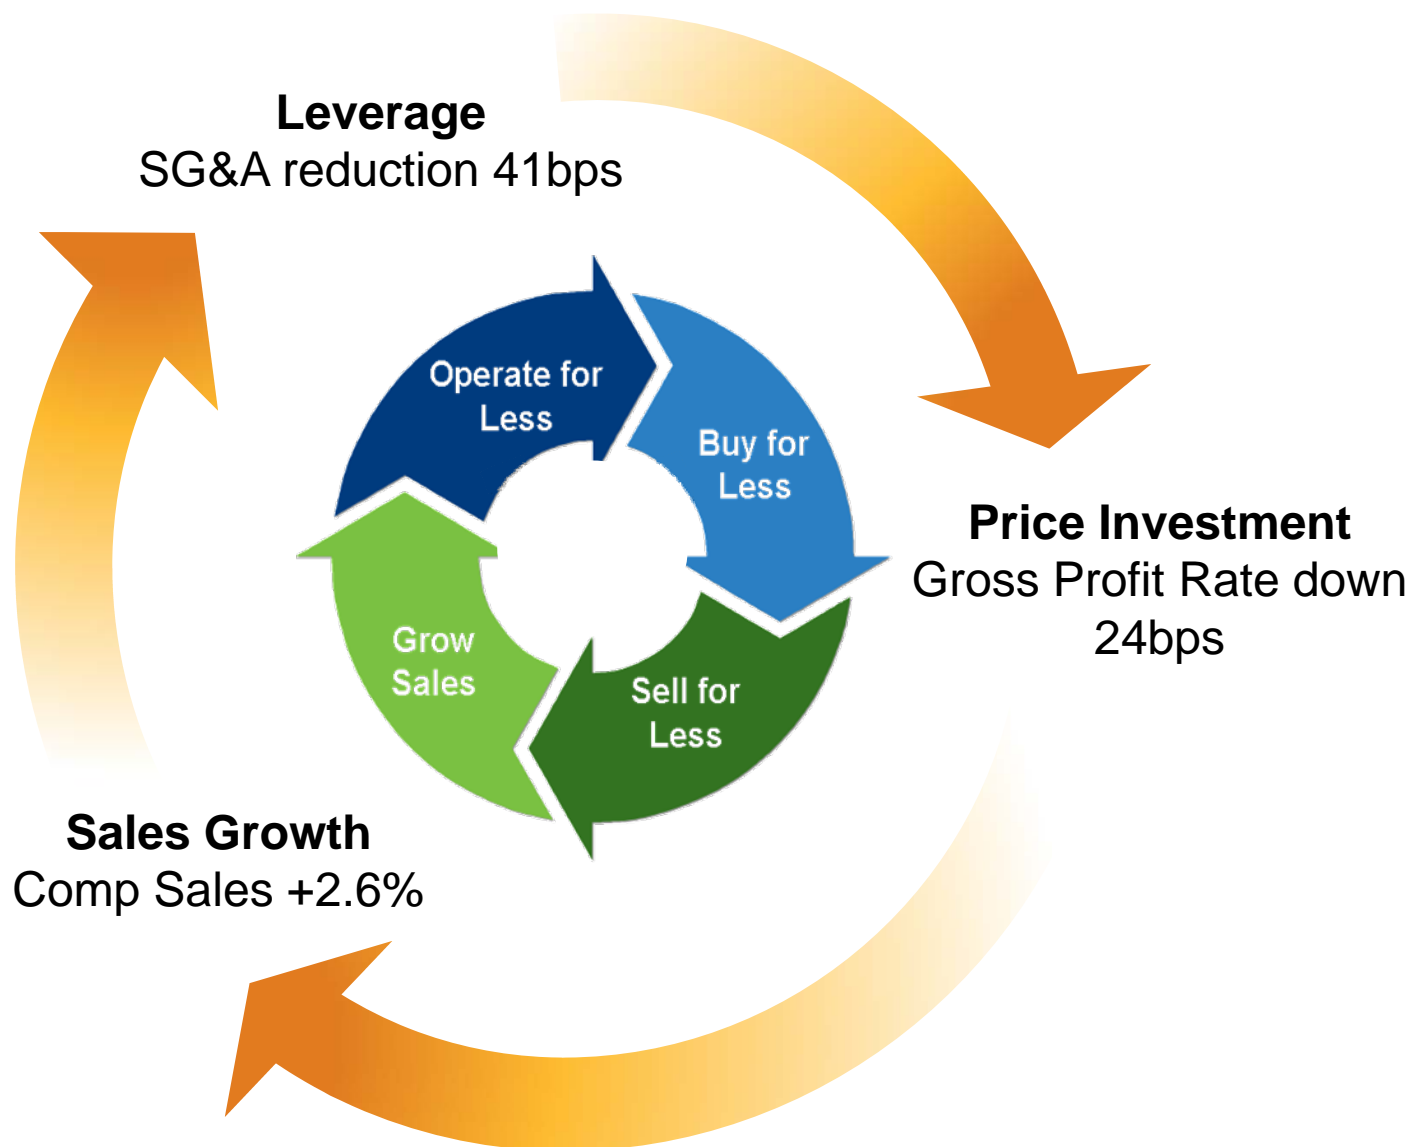 Leverage
SG&A reduction 41bps
Operate for
Less
Buy for
Less
Price Investment
Gross Profit Rate down
24bps
Sell for
Less
Grow
Sales
Sales Growth
Comp Sales +2.6%